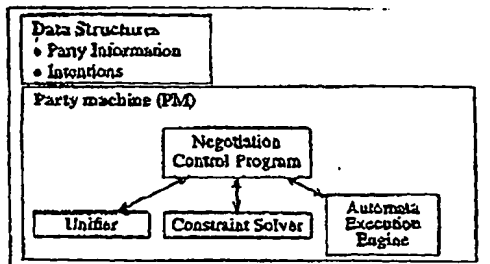 Data Structures
• Party Information
• Intentions
Party machine (PM)
Negotiation
Control Program
Unifier
Constraint Solver
Automata
Execution
Engine